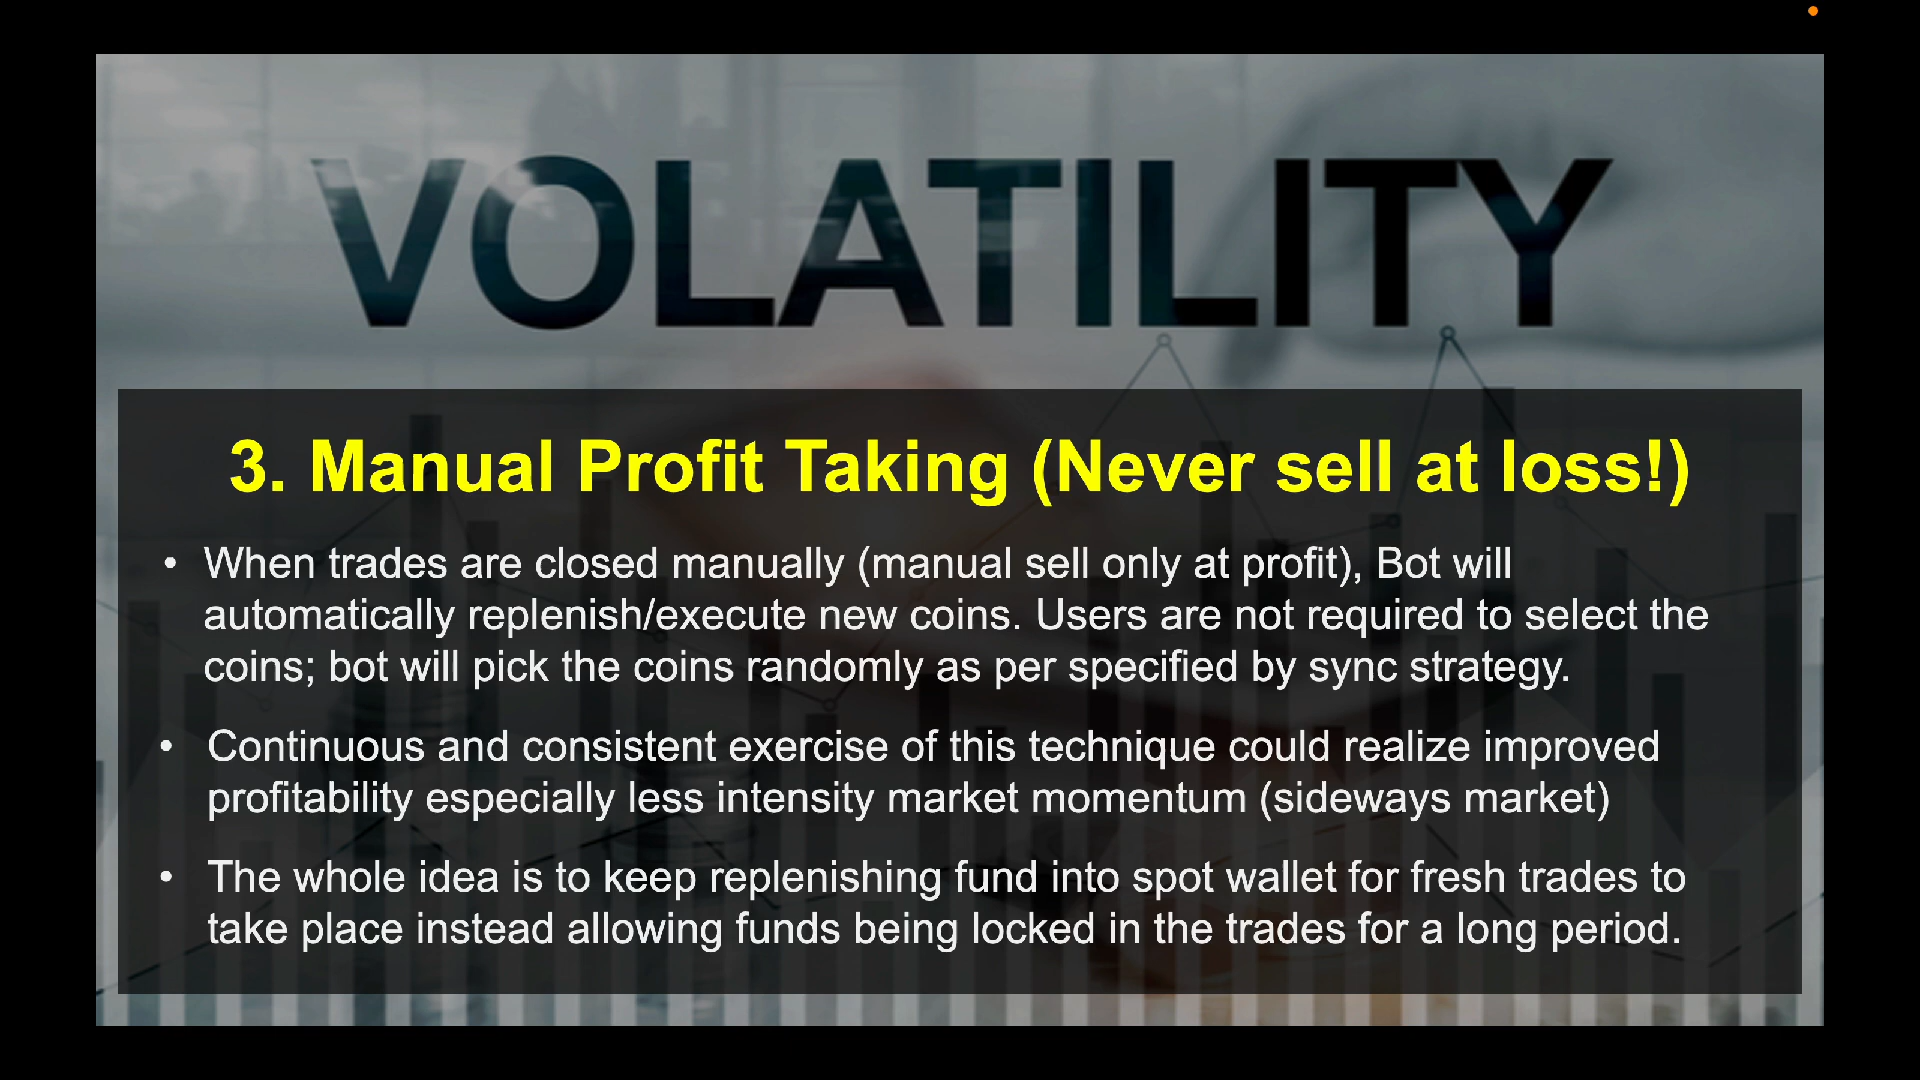 VOLATILITY
3. Manual Profit Taking (Never sell at loss!)
• When trades are closed manually (manual sell only at profit), Bot will
automatically replenish/execute new coins. Users are not required to select the
coins; bot will pick the coins randomly as per specified by sync strategy.
• Continuous and consistent exercise of this technique could realize improved
profitability especially less intensity market momentum (sideways market)
• The whole idea is to keep replenishing fund into spot wallet for fresh trades to
take place instead allowing funds being locked in the trades for a long period.